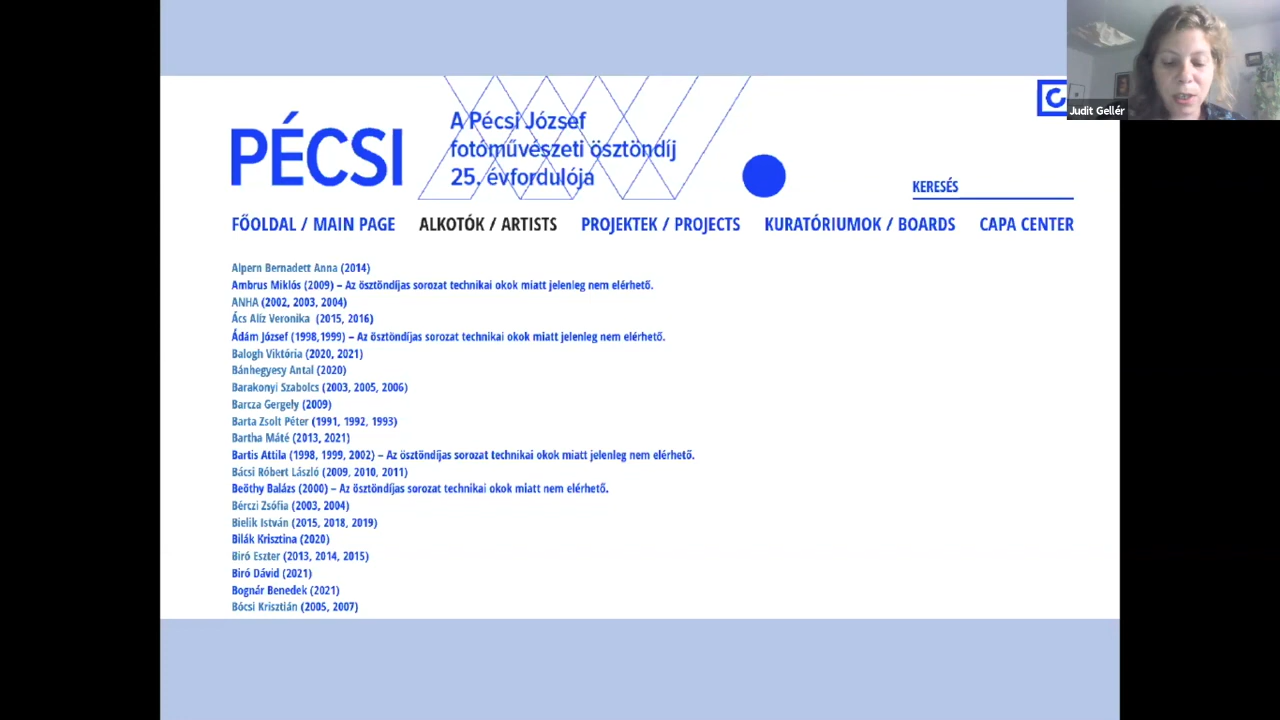 PÉCSI
A Pécsi József
fotóművészeti ösztöndíj
25. évfordulója
Judit Gellér
KERESÉS
FŐOLDAL / MAIN PAGE ALKOTÓK / ARTISTS PROJEKTEK / PROJECTS KURATÓRIUMOK / BOARDS CAPA CENTER
Alpern Bernadett Anna (2014)
Ambrus Miklós (2009) – Az ösztöndíjas sorozat technikai okok miatt jelenleg nem elérhető.
ANHA (2002, 2003, 2004)
Ács Alíz Veronika (2015, 2016)
Ádám József (1998,1999) – Az ösztöndíjas sorozat technikai okok miatt jelenleg nem elérhető.
Balogh Viktória (2020, 2021)
Bánhegyesy Antal (2020)
Barakonyi Szabolcs (2003, 2005, 2006)
Barcza Gergely (2009)
Barta Zsolt Péter (1991, 1992, 1993)
Bartha Máté (2013, 2021)
Bartis Attila (1998, 1999, 2002) – Az ösztöndíjas sorozat technikai okok miatt jelenleg nem elérhető.
Bácsi Róbert László (2009, 2010, 2011)
Beöthy Balázs (2000) – Az ösztöndíjas sorozat technikai okok miatt nem elérhető.
Bérczi Zsófia (2003, 2004)
Bielik István (2015, 2018, 2019)
Bilák Krisztina (2020)
Biró Eszter (2013, 2014, 2015)
Biró Dávid (2021)
Bognár Benedek (2021)
Bócsi Krisztián (2005, 2007)